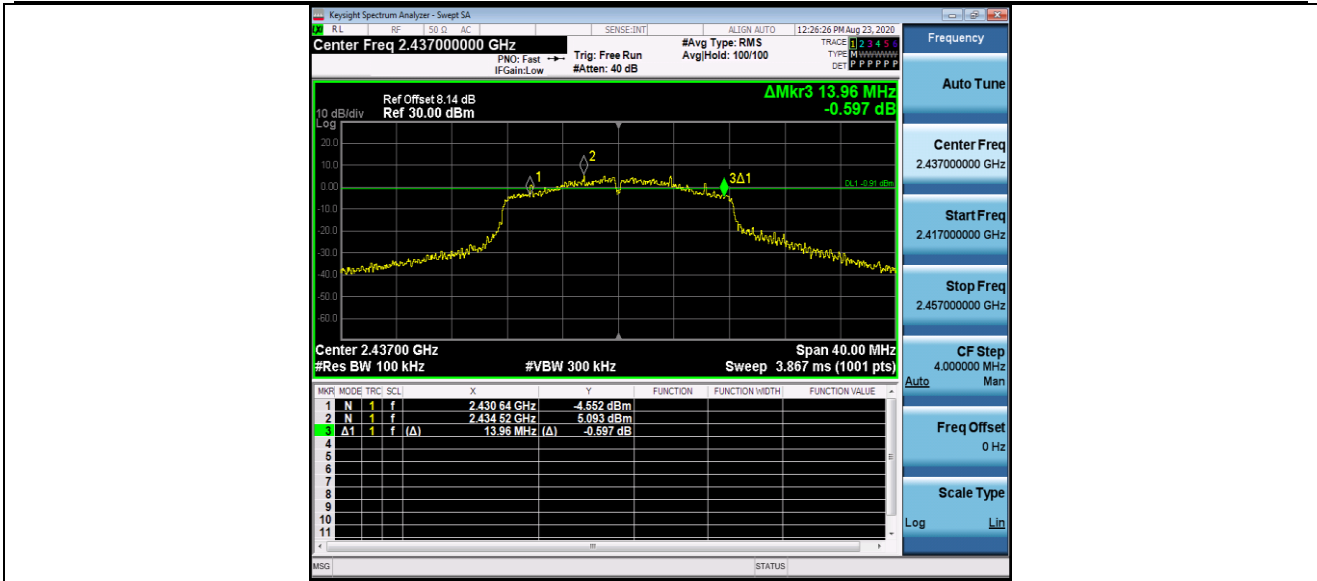 Keysight Spectrum Analyzer - Swept SA
RL RF 50 Ω AC SENSE:INT ALIGN AUTO 12:26:26 PM Aug 23, 2020
Center Freq 2.437000000 GHz
PNO: Fast
IFGain:Low
Trig: Free Run
#Atten: 40 dB
#Avg Type: RMS
Avg|Hold: 100/100
TRACE 1 2 3 4 5 6
TYPE M W W W W W
DET P P P P P P
Ref Offset 8.14 dB
10 dB/div Ref 30.00 dBm
Log
ΔMkr3 13.96 MHz
-0.597 dB
20.0
10.0
0.00
-10.0
-20.0
-30.0
-40.0
-50.0
-60.0
1
2
3Δ1
DL1 -0.91 dBm
Center 2.43700 GHz Span 40.00 MHz
#Res BW 100 kHz #VBW 300 kHz Sweep 3.867 ms (1001 pts)
MKR MODE TRC SCL X Y FUNCTION FUNCTION WIDTH FUNCTION VALUE
1 N 1 f 2.430 64 GHz -4.552 dBm
2 N 1 f 2.434 52 GHz 5.093 dBm
3 Δ1 1 f (Δ) 13.96 MHz (Δ) -0.597 dB
4
5
6
7
8
9
10
11
MSG STATUS
Frequency
Auto Tune
Center Freq
2.437000000 GHz
Start Freq
2.417000000 GHz
Stop Freq
2.457000000 GHz
CF Step
4.000000 MHz
Auto Man
Freq Offset
0 Hz
Scale Type
Log Lin